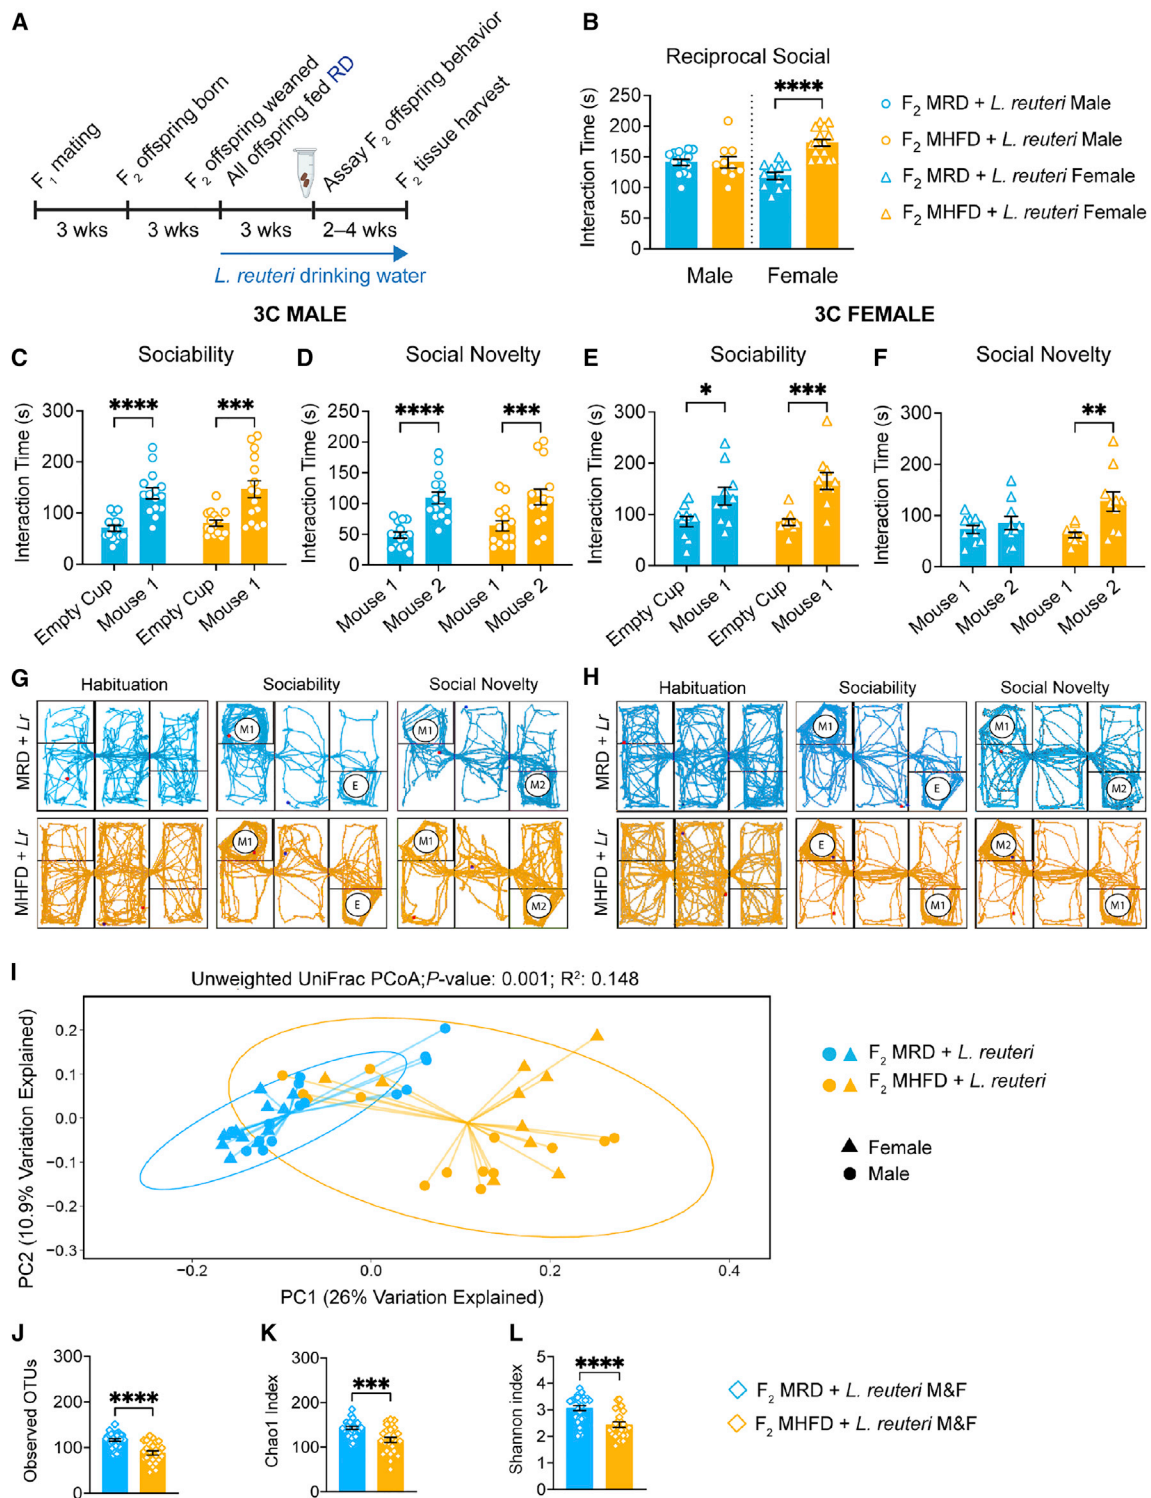 A
F1 mating
F2 offspring born
F2 offspring weaned
All offspring fed RD
Assay F2 offspring behavior
F2 tissue harvest
3 wks
3 wks
3 wks
2–4 wks
L. reuteri drinking water
B
Reciprocal Social
****
Interaction Time (s)
250
200
150
100
50
0
Male
Female
F2 MRD + L. reuteri Male
F2 MHFD + L. reuteri Male
F2 MRD + L. reuteri Female
F2 MHFD + L. reuteri Female
3C MALE
3C FEMALE
C
Sociability
Interaction Time (s)
300
200
100
0
****
***
Empty Cup
Mouse 1
Empty Cup
Mouse 1
D
Social Novelty
Interaction Time (s)
250
200
150
100
50
0
****
***
Mouse 1
Mouse 2
Mouse 1
Mouse 2
E
Sociability
Interaction Time (s)
300
200
100
0
*
***
Empty Cup
Mouse 1
Empty Cup
Mouse 1
F
Social Novelty
Interaction Time (s)
300
200
100
0
**
Mouse 1
Mouse 2
Mouse 1
Mouse 2
G
Habituation
Sociability
Social Novelty
MRD + Lr
M1
E
M1
M2
MHFD + Lr
M1
E
M1
M2
H
Habituation
Sociability
Social Novelty
MRD + Lr
M1
E
M1
M2
MHFD + Lr
E
M1
M2
M1
I
Unweighted UniFrac PCoA;P-value: 0.001; R²: 0.148
PC2 (10.9% Variation Explained)
0.2
0.1
0.0
−0.1
−0.2
−0.3
−0.2
0.0
0.2
0.4
PC1 (26% Variation Explained)
F2 MRD + L. reuteri
F2 MHFD + L. reuteri
Female
Male
J
Observed OTUs
300
200
100
0
****
K
Chao1 Index
300
200
100
0
***
L
Shannon index
5
4
3
2
1
0
****
F2 MRD + L. reuteri M&F
F2 MHFD + L. reuteri M&F